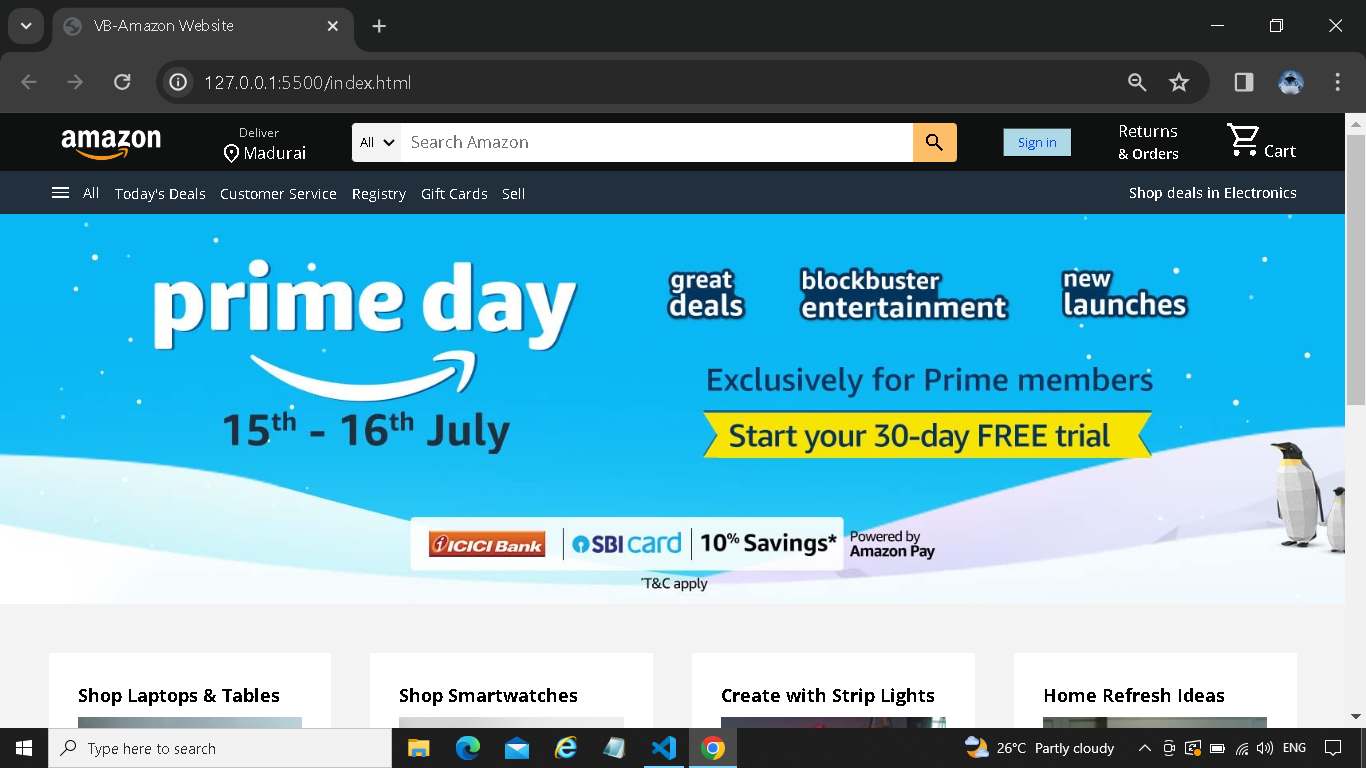 VB-Amazon Website
127.0.0.1:5500/index.html
amazon
Deliver
Madurai
All
Search Amazon
Sign in
Returns
& Orders
Cart
All Today's Deals Customer Service Registry Gift Cards Sell
Shop deals in Electronics
prime day
15th - 16th July
great
deals
blockbuster
entertainment
new
launches
Exclusively for Prime members
Start your 30-day FREE trial
ICICI Bank
SBI card
10% Savings*
Powered by
Amazon Pay
*T&C apply
Shop Laptops & Tables
Shop Smartwatches
Create with Strip Lights
Home Refresh Ideas
Type here to search
26°C Partly cloudy
ENG